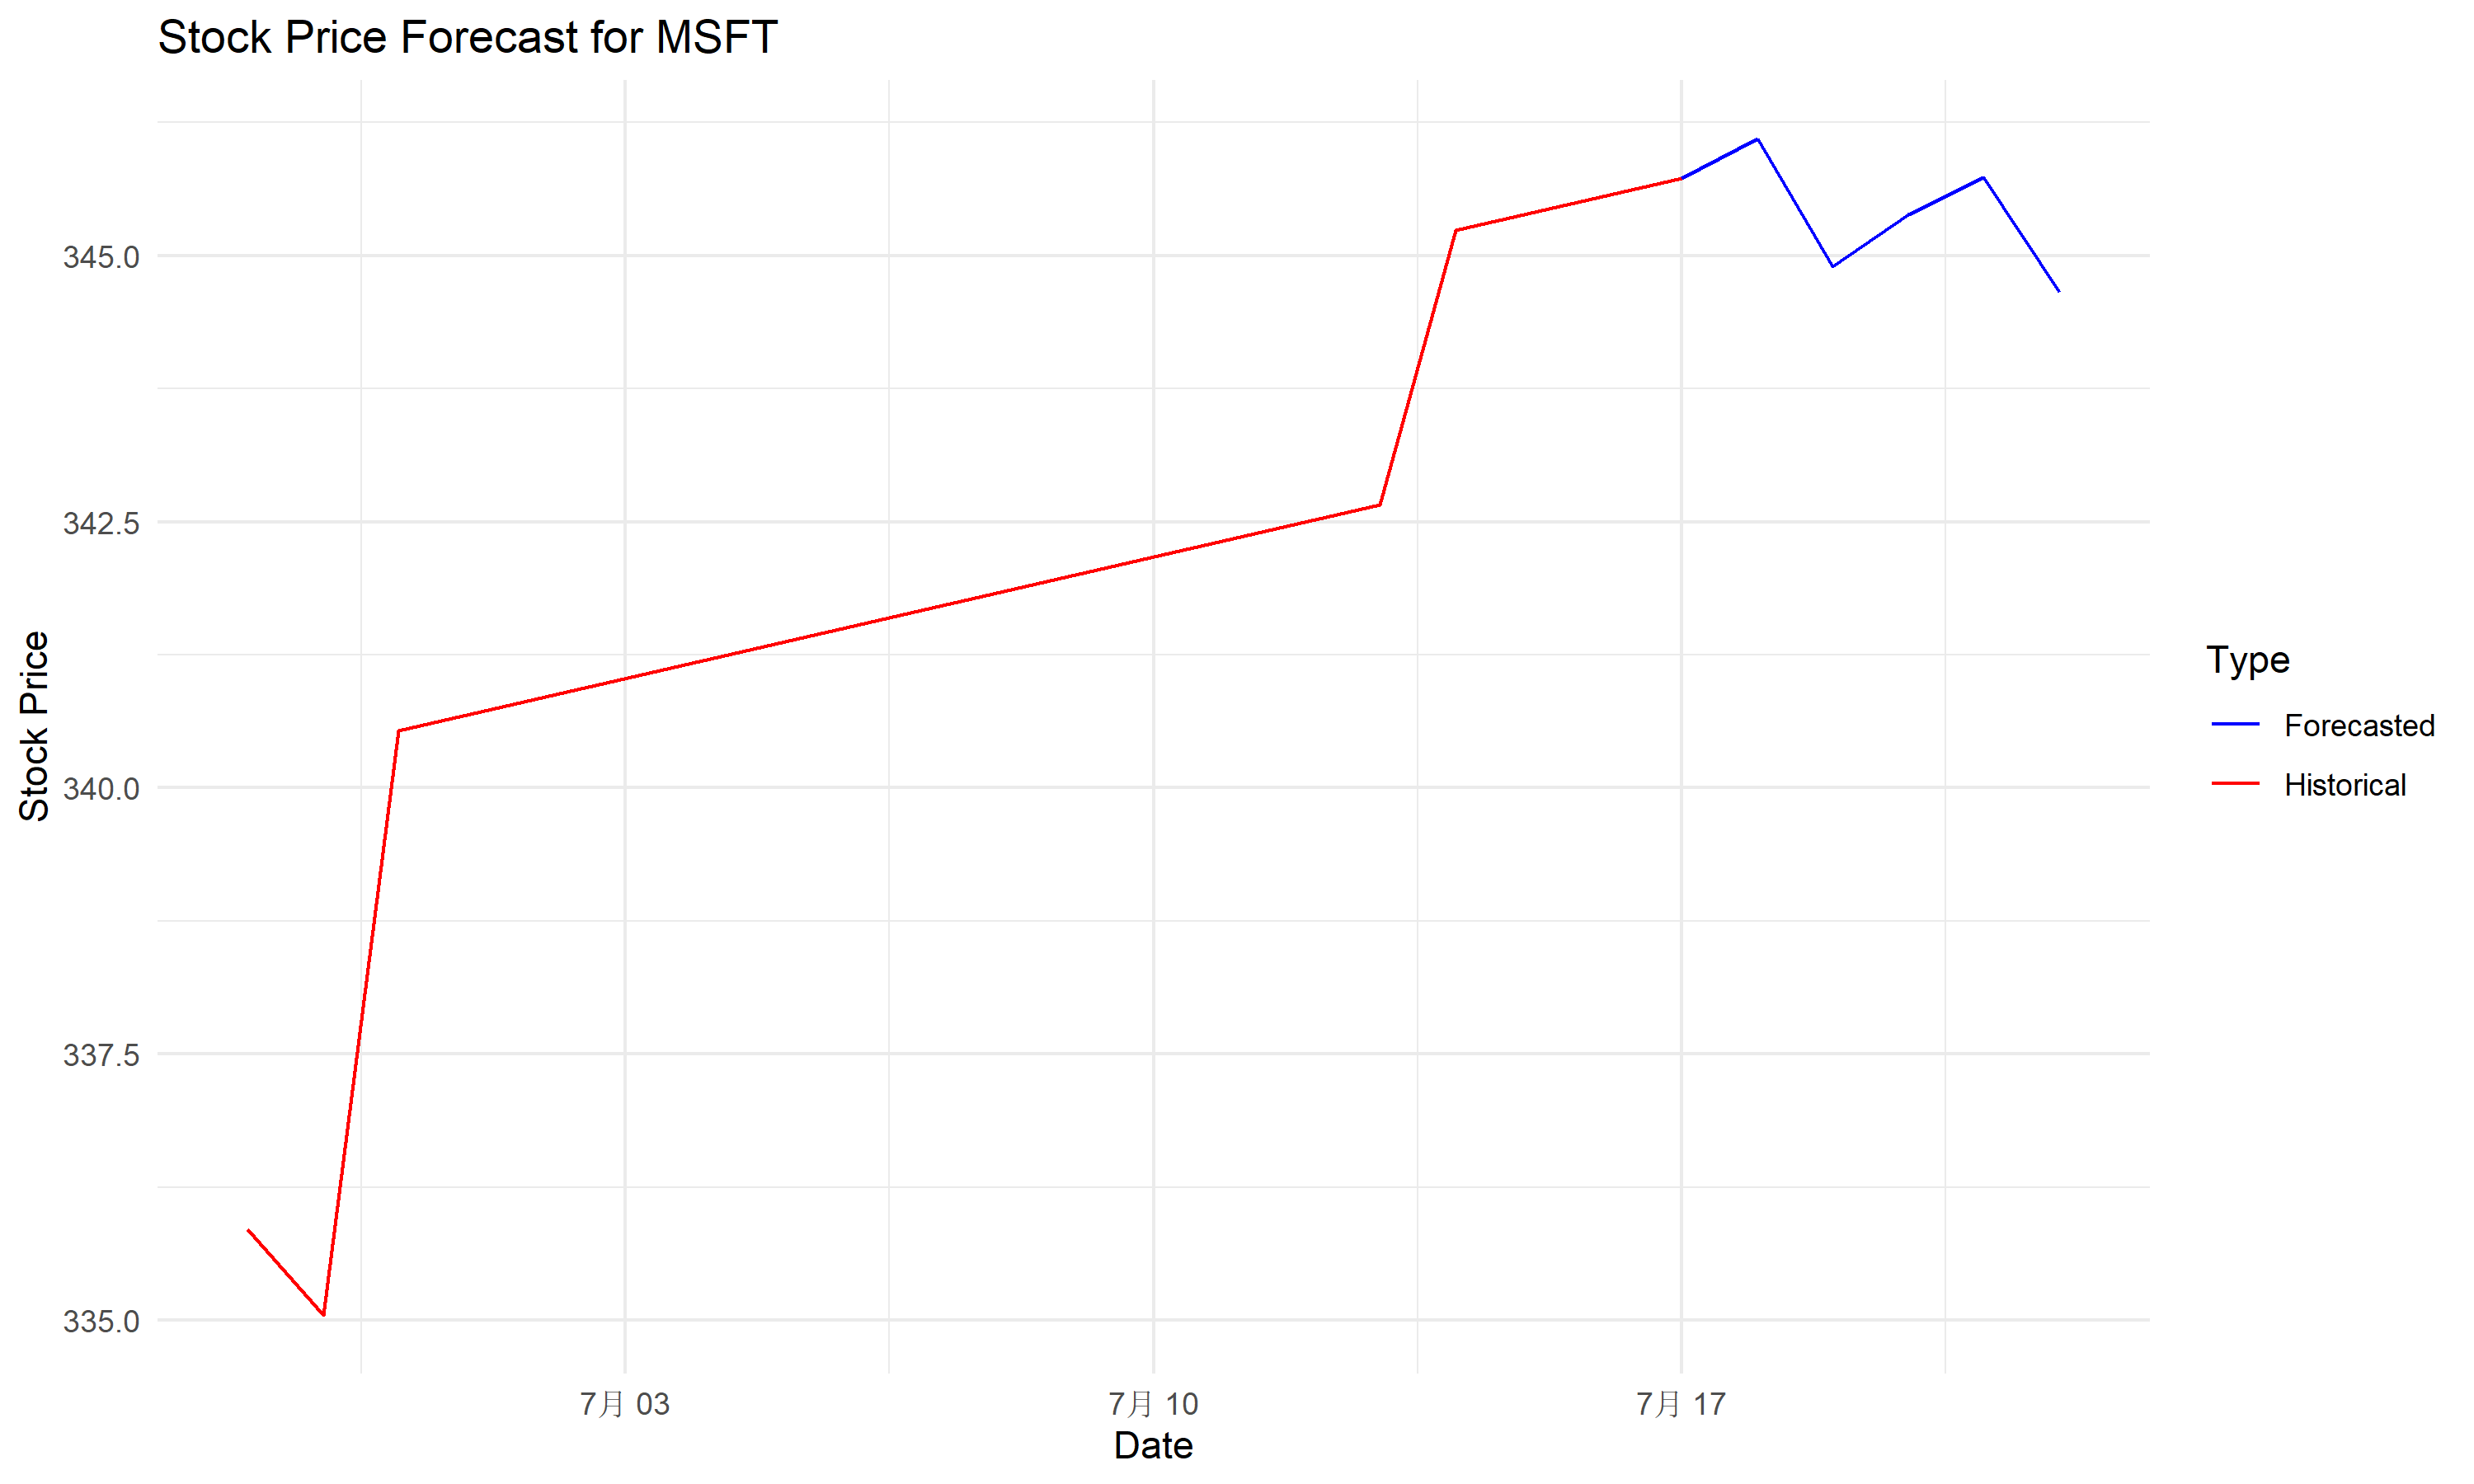 Stock Price Forecast for MSFT
Stock Price
345.0
342.5
340.0
337.5
335.0
7月 03
7月 10
7月 17
Date
Type
Forecasted
Historical